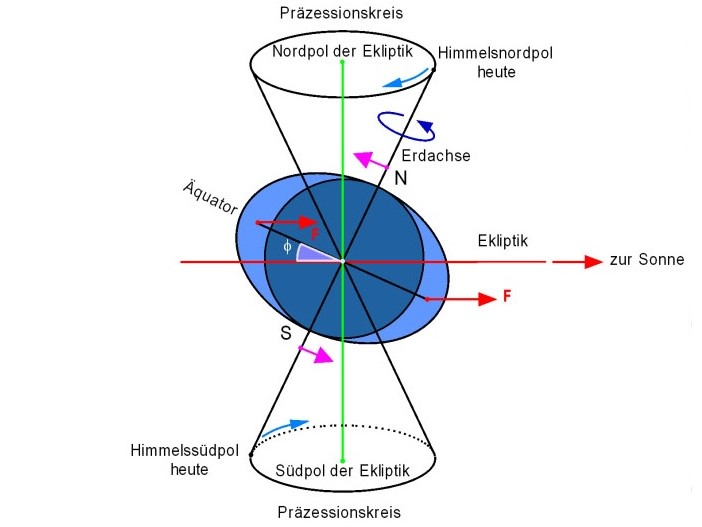 Präzessionskreis
Nordpol der Ekliptik
Himmelsnordpol
heute
Erdachse
N
Äquator
F
ϕ
Ekliptik
zur Sonne
F
S
Himmelssüdpol
heute
Südpol der Ekliptik
Präzessionskreis